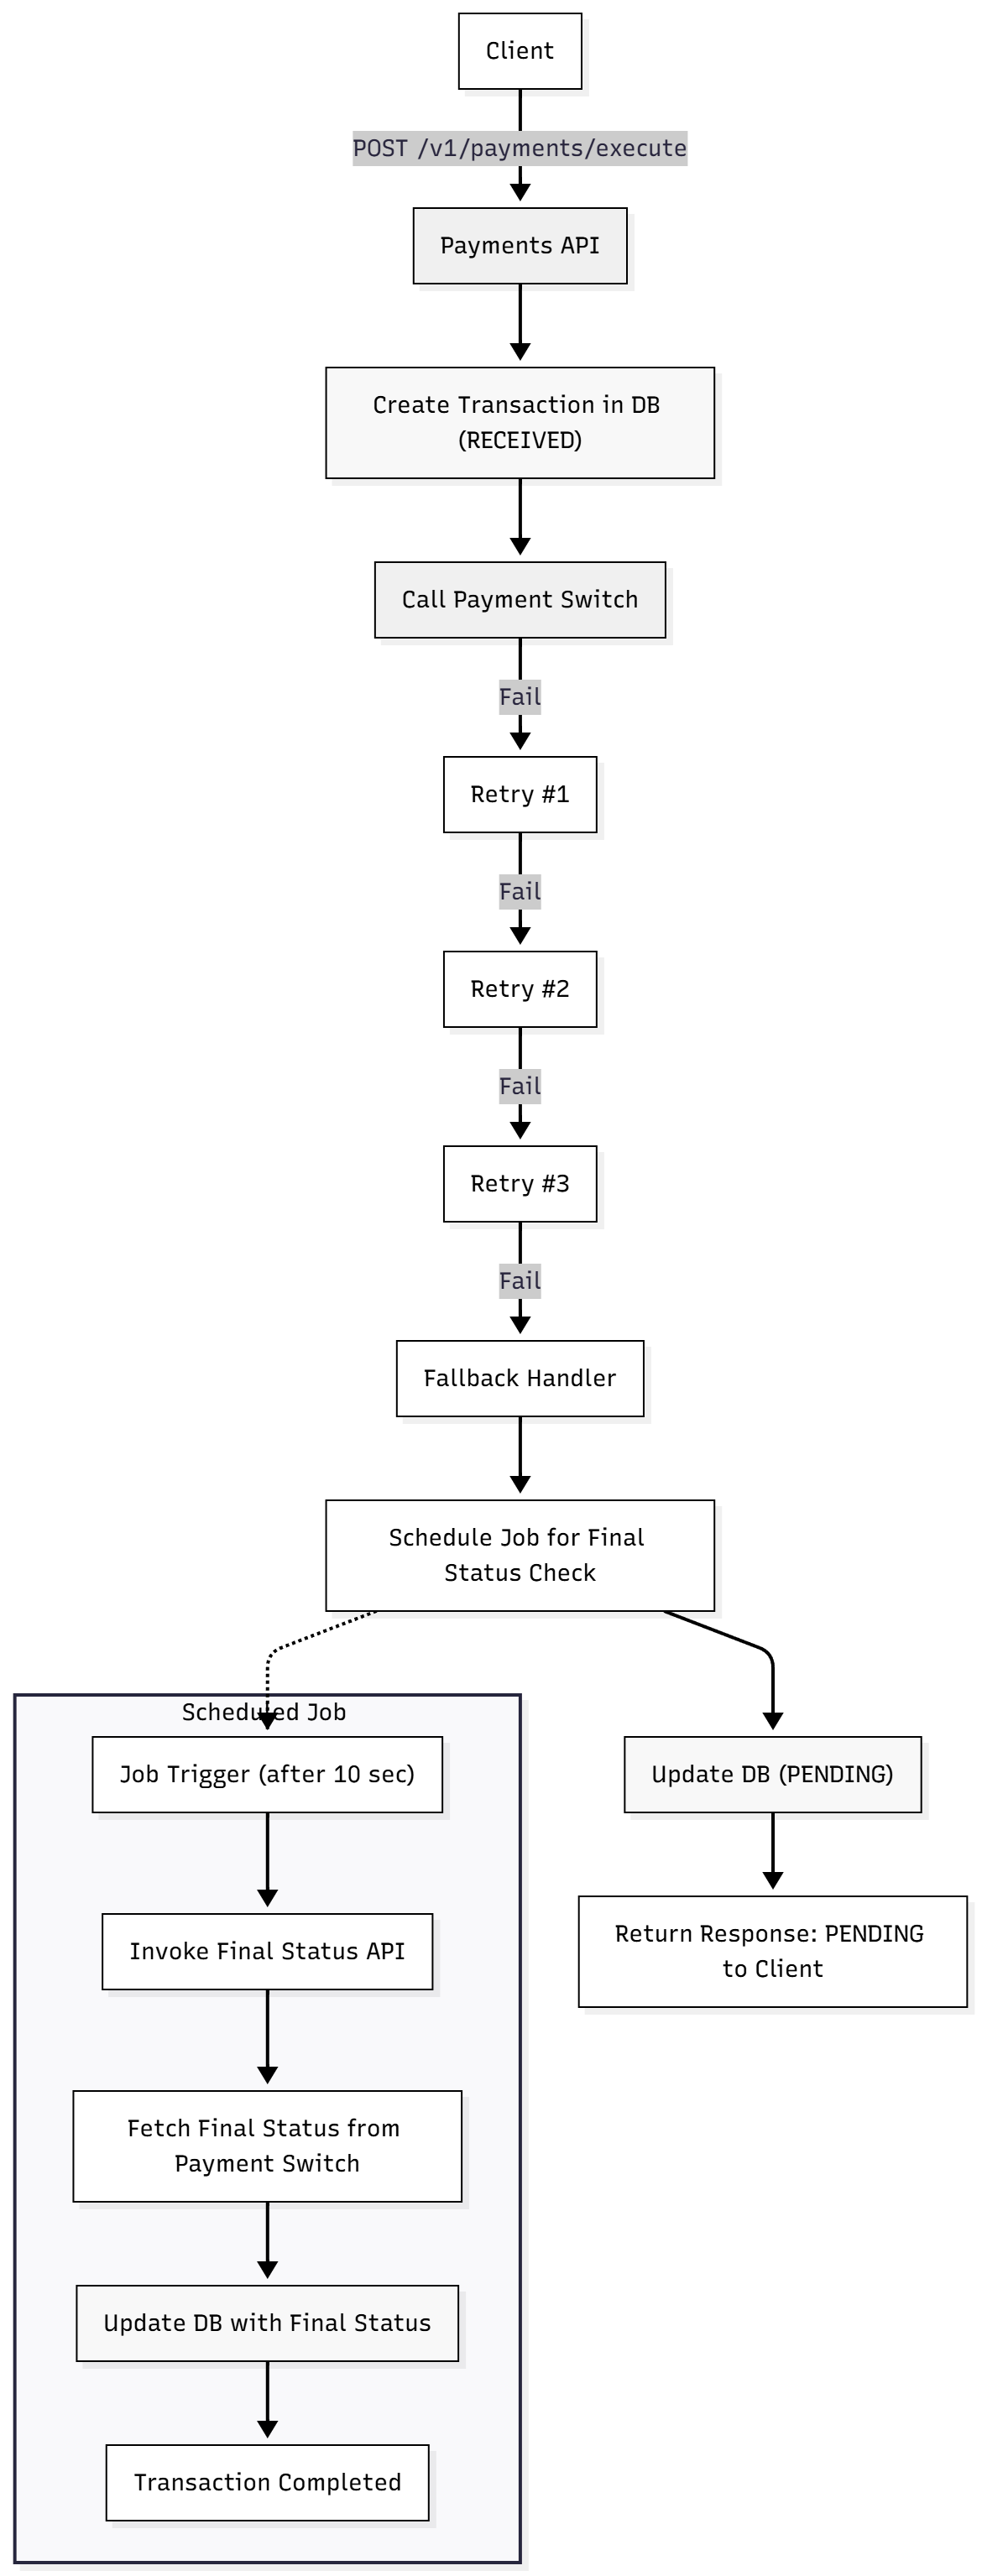 Client
POST /v1/payments/execute
Payments API
Create Transaction in DB
(RECEIVED)
Call Payment Switch
Fail
Retry #1
Fail
Retry #2
Fail
Retry #3
Fail
Fallback Handler
Schedule Job for Final
Status Check
Scheduled Job
Job Trigger (after 10 sec)
Update DB (PENDING)
Invoke Final Status API
Return Response: PENDING
to Client
Fetch Final Status from
Payment Switch
Update DB with Final Status
Transaction Completed